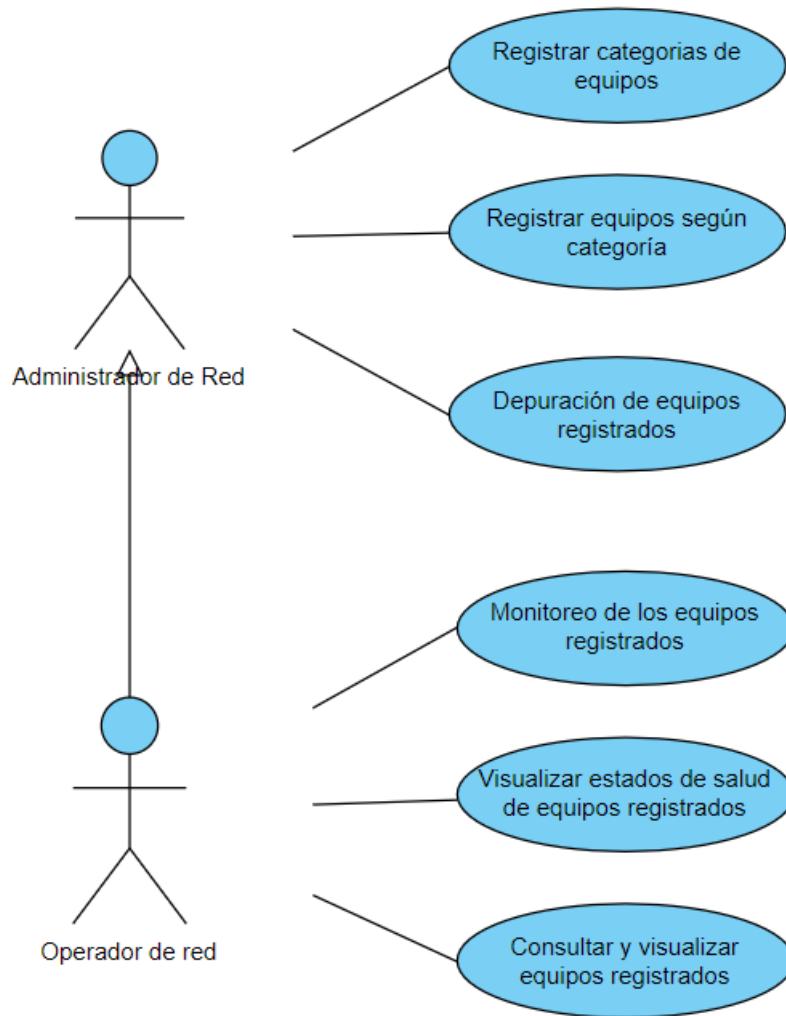 Registrar categorias de
equipos
Registrar equipos según
categoría
Administrador de Red
Depuración de equipos
registrados
Monitoreo de los equipos
registrados
Visualizar estados de salud
de equipos registrados
Operador de red
Consultar y visualizar
equipos registrados